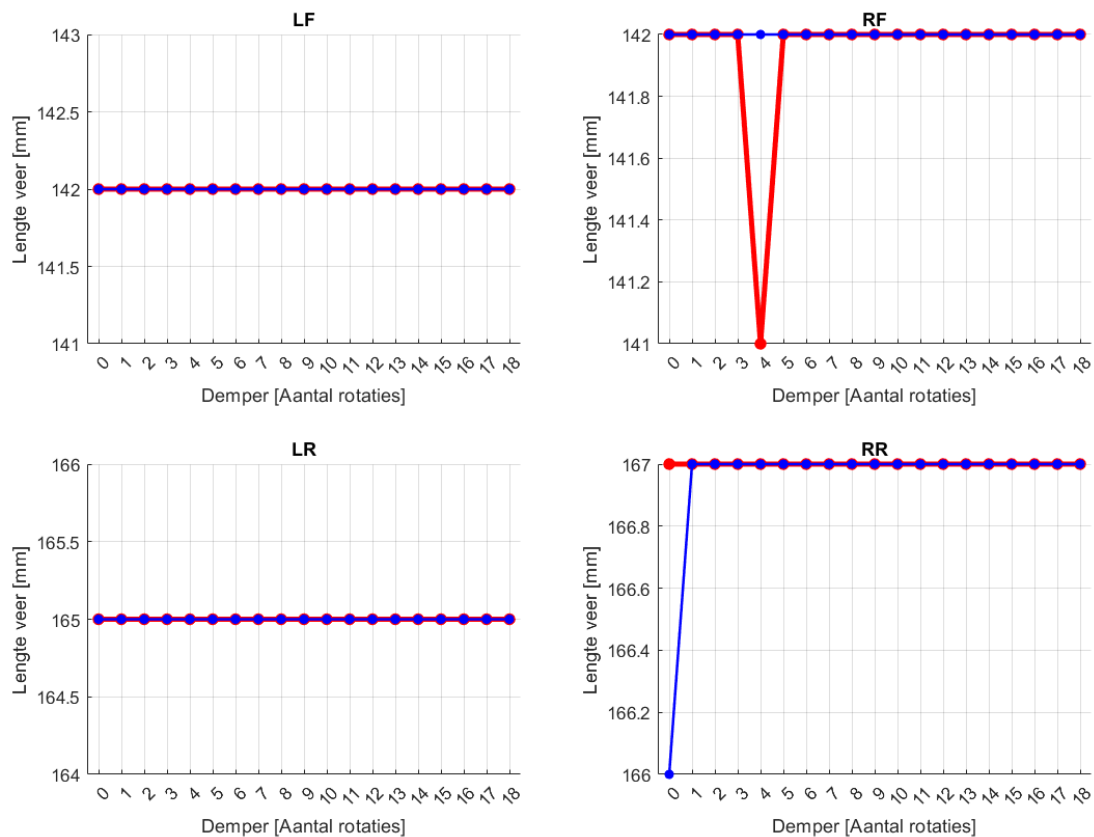 LF
143
142.5
142
141.5
141
Lengte veer [mm]
0 1 2 3 4 5 6 7 8 9 10 11 12 13 14 15 16 17 18
Demper [Aantal rotaties]
RF
142
141.8
141.6
141.4
141.2
141
Lengte veer [mm]
0 1 2 3 4 5 6 7 8 9 10 11 12 13 14 15 16 17 18
Demper [Aantal rotaties]
LR
166
165.5
165
164.5
164
Lengte veer [mm]
0 1 2 3 4 5 6 7 8 9 10 11 12 13 14 15 16 17 18
Demper [Aantal rotaties]
RR
167
166.8
166.6
166.4
166.2
166
Lengte veer [mm]
0 1 2 3 4 5 6 7 8 9 10 11 12 13 14 15 16 17 18
Demper [Aantal rotaties]